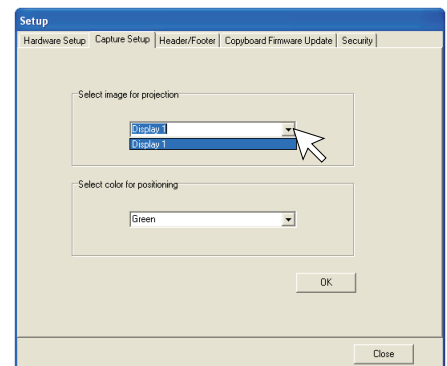 Setup
Hardware Setup Capture Setup Header/Footer Copyboard Firmware Update Security
Select image for projection
Display 1
Display 1
Select color for positioning
Green
OK
Close